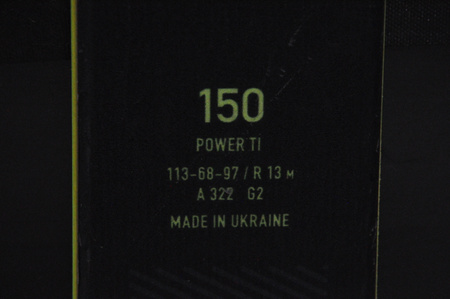 150
POWER TI
113-68-97 / R 13 M
A 322 G2
MADE IN UKRAINE